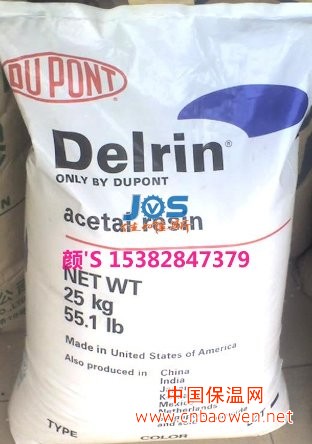 DU PONT
Delrin®
ONLY BY DUPONT
JOS
acetal resin
颜'S 15382847379
NET WT
25 kg
55.1 lb
Made in United States of America
Also produced in China
India
Mexico
Netherlands
中国保温网
www.cnbaowen.net
TYPE COLOR